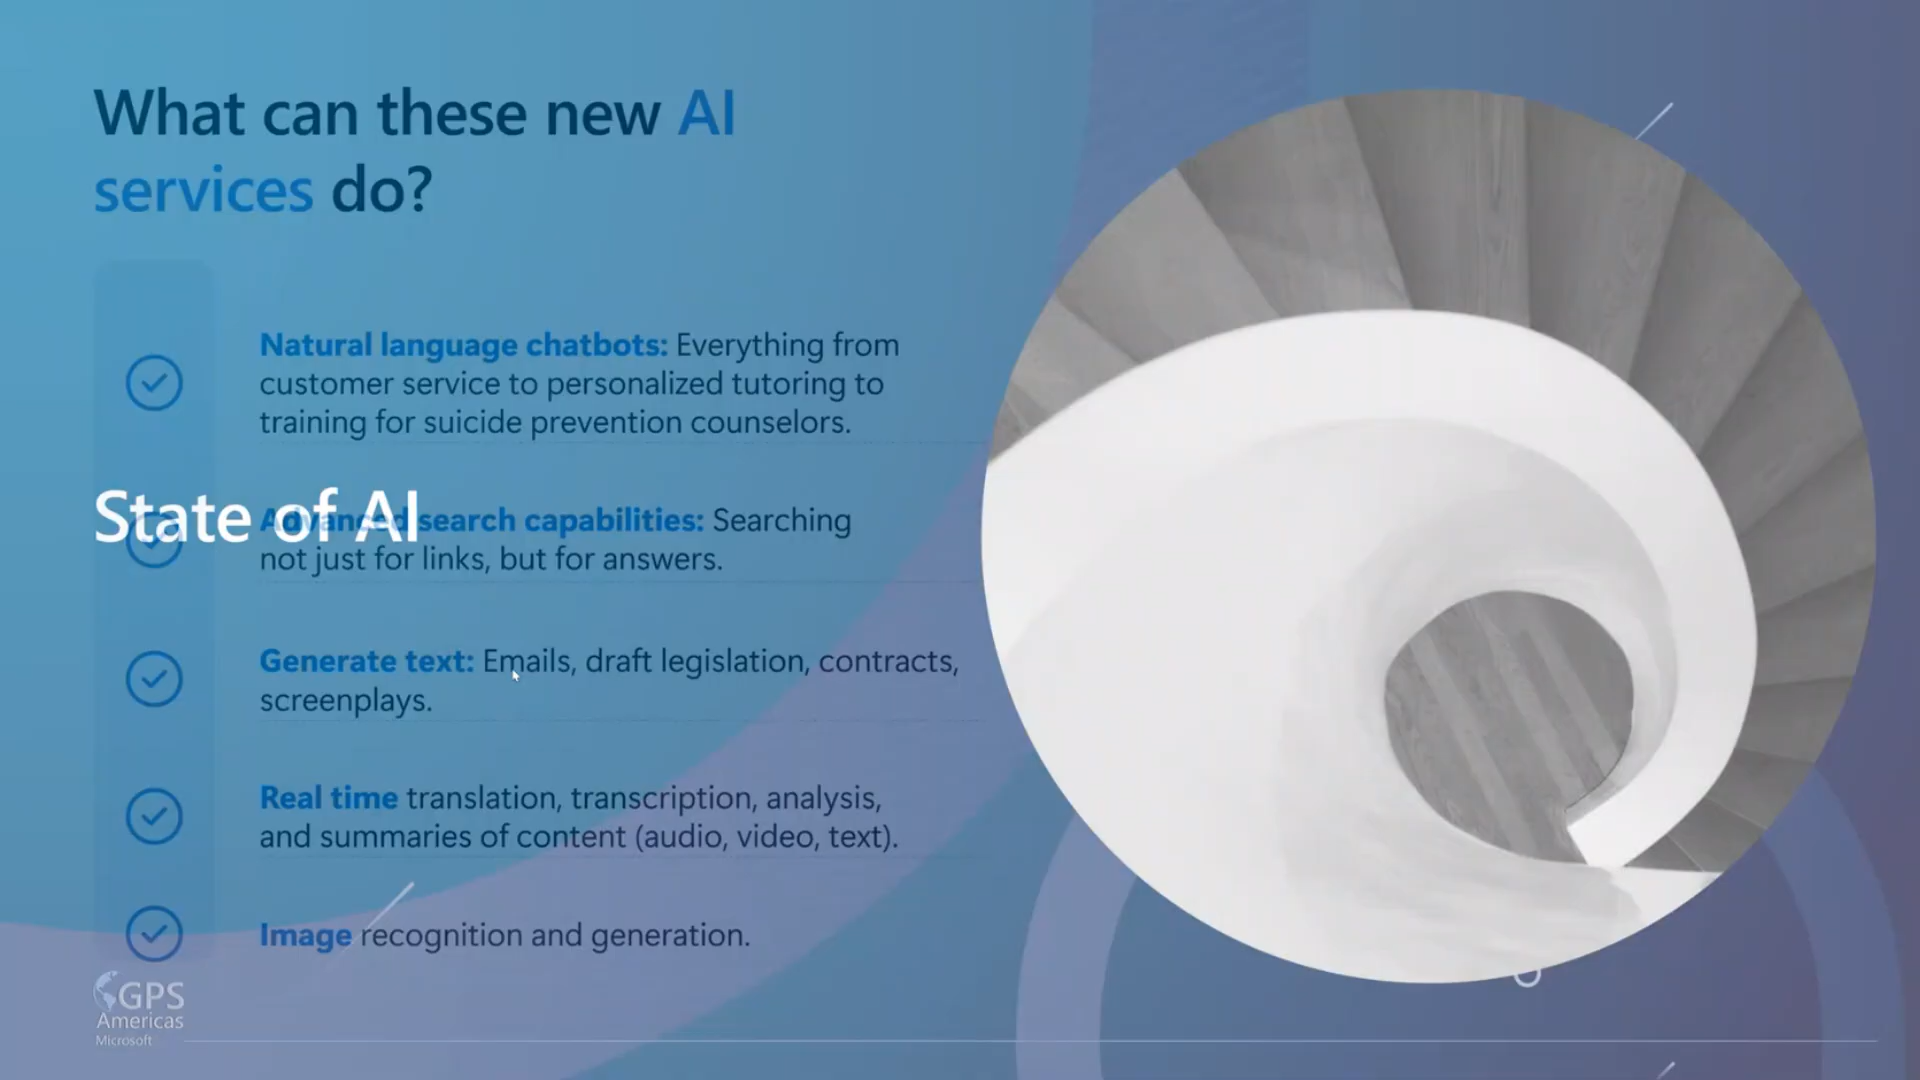 What can these new AI
services do?
Natural language chatbots: Everything from
customer service to personalized tutoring to
training for suicide prevention counselors.
State of AI
Advanced search capabilities: Searching
not just for links, but for answers.
Generate text: Emails, draft legislation, contracts,
screenplays.
Real time translation, transcription, analysis,
and summaries of content (audio, video, text).
Image recognition and generation.
GPS
Americas
Microsoft